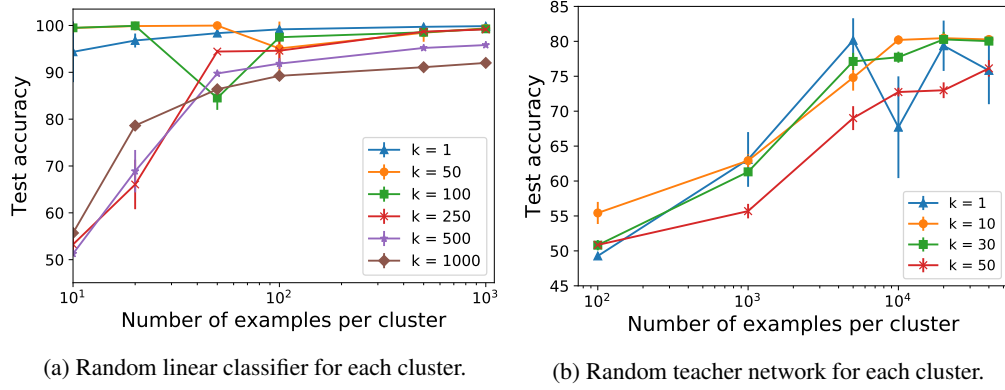 100
90
80
70
60
50
10^1
10^2
10^3
Test accuracy
Number of examples per cluster
k = 1
k = 50
k = 100
k = 250
k = 500
k = 1000
(a) Random linear classifier for each cluster.
85
80
75
70
65
60
55
50
45
10^2
10^3
10^4
Test accuracy
Number of examples per cluster
k = 1
k = 10
k = 30
k = 50
(b) Random teacher network for each cluster.